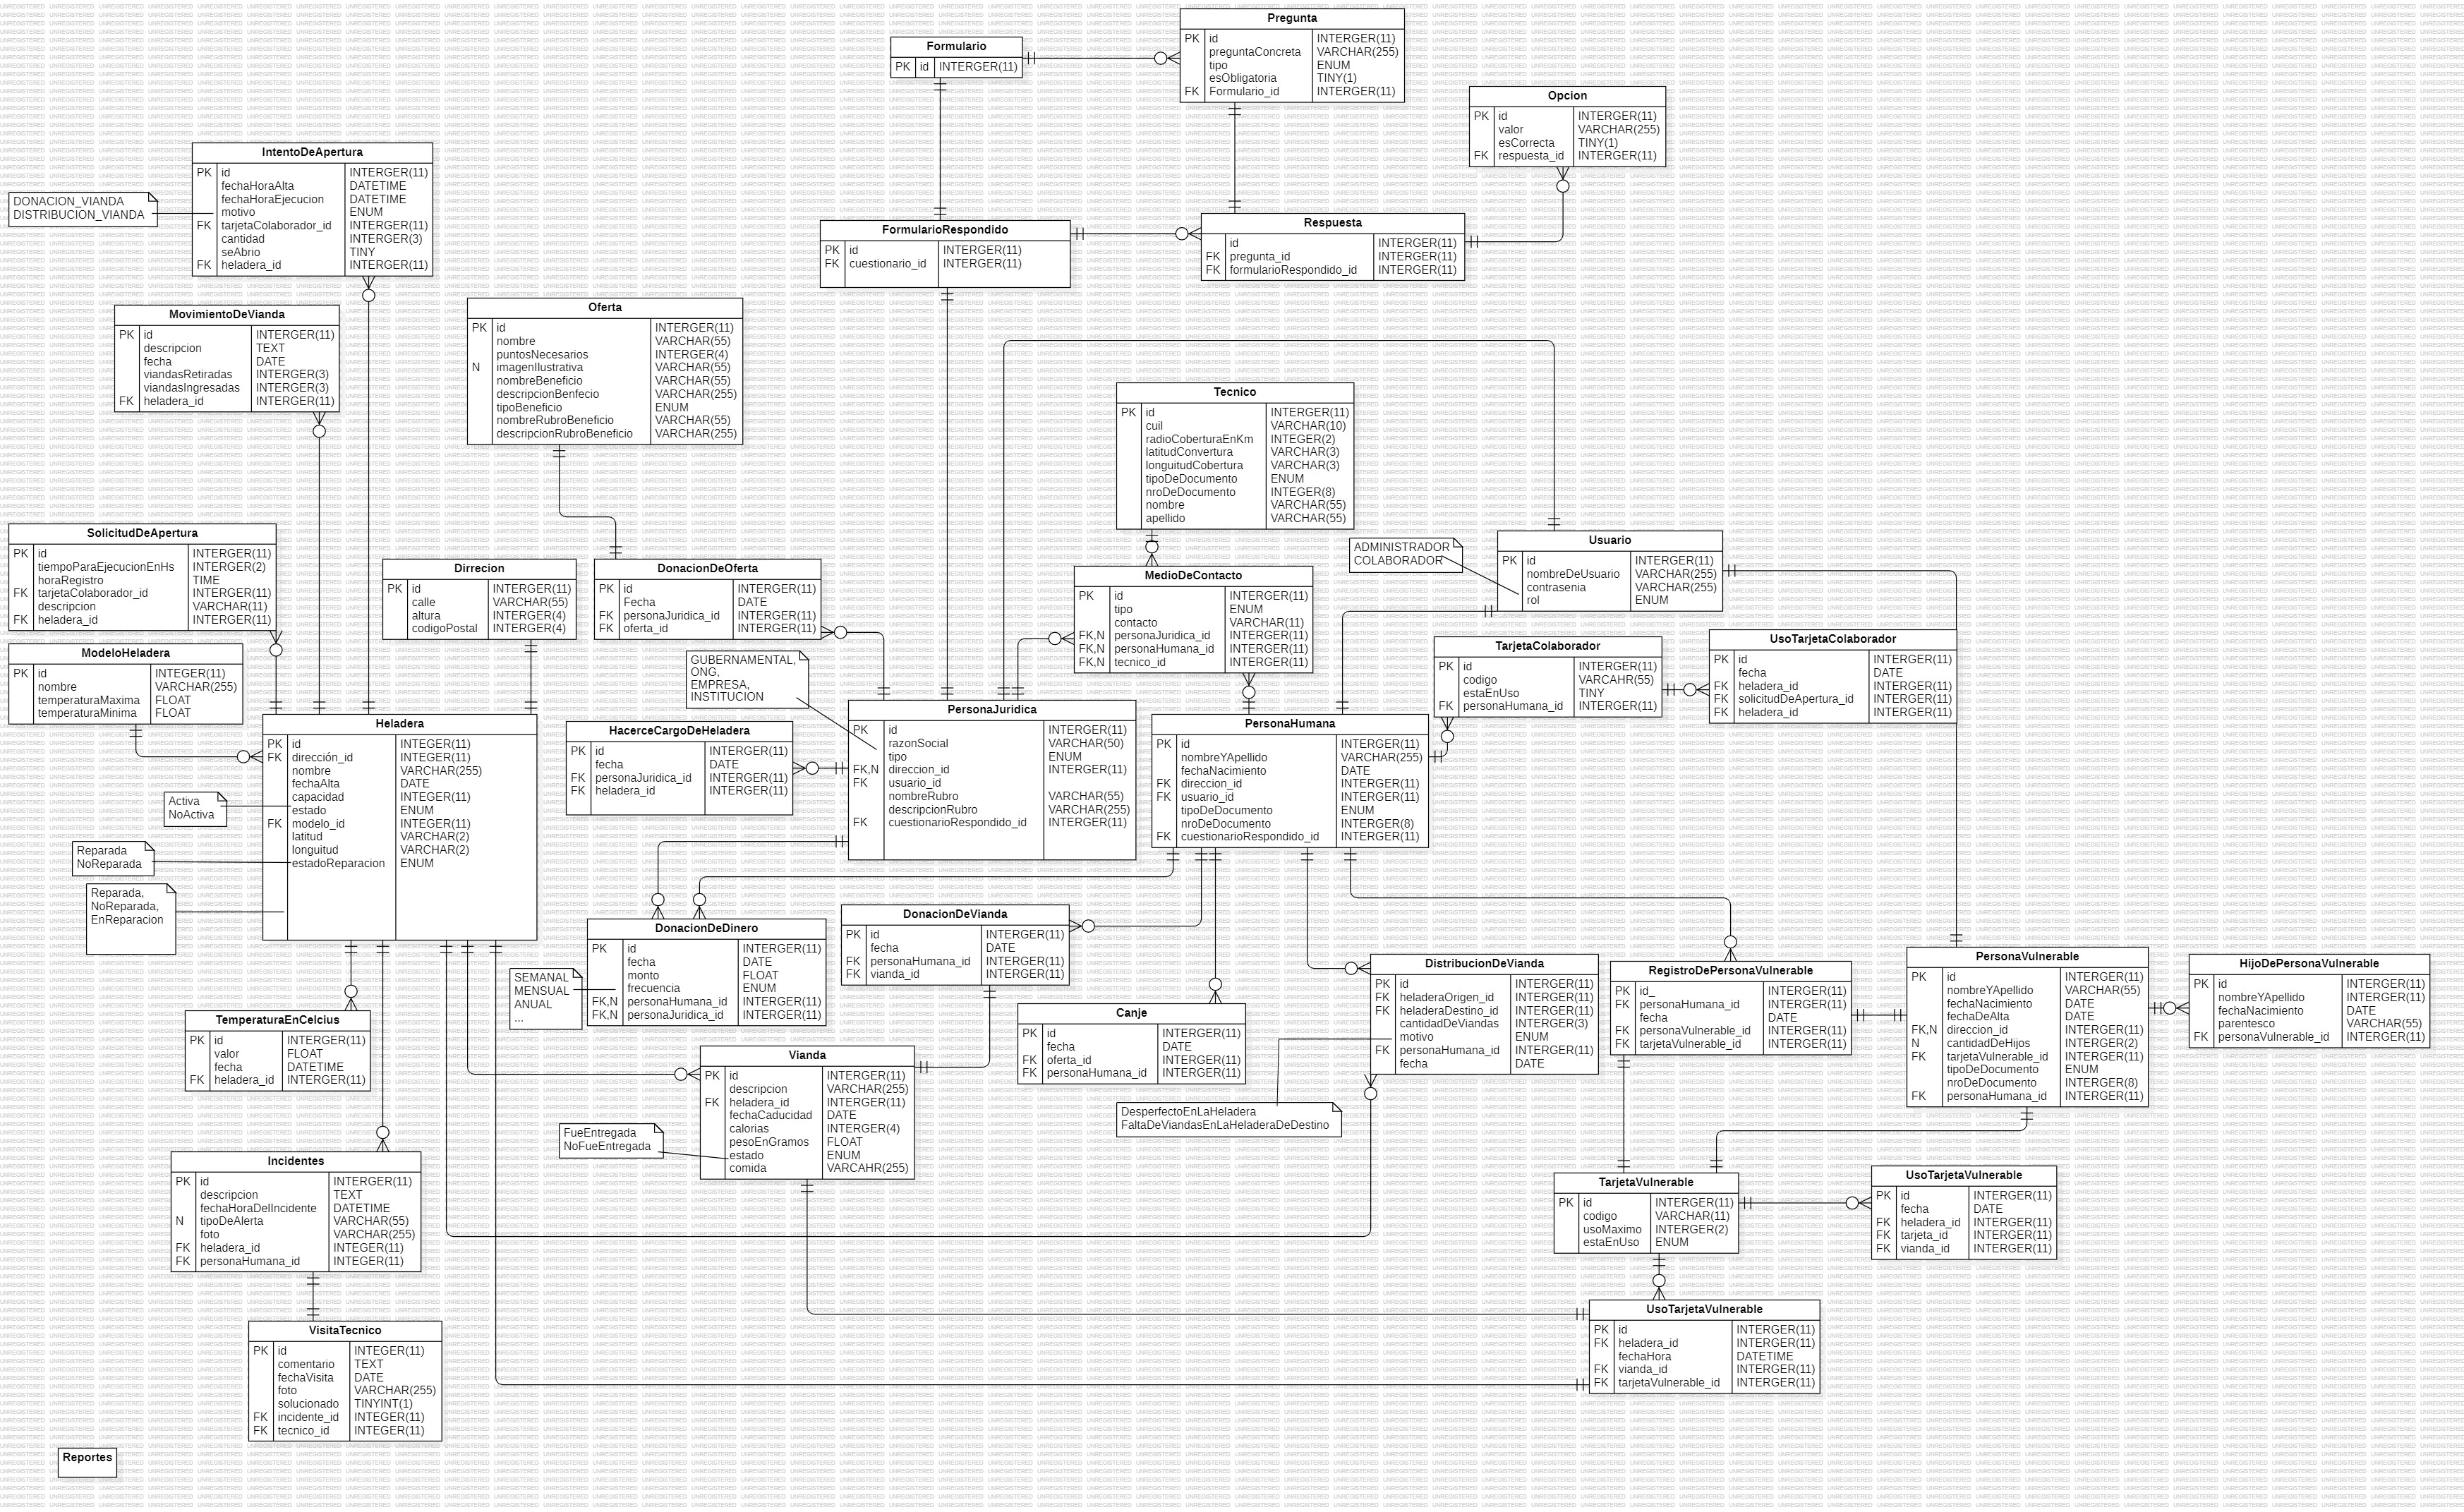 Pregunta
PK id INTERGER(11)
preguntaConcreta VARCHAR(255)
tipo ENUM
esObligatoria TINY(1)
FK Formulario_id INTERGER(11)
Formulario
PK id INTERGER(11)
Opcion
PK id INTERGER(11)
valor VARCHAR(255)
esCorrecta TINY(1)
FK respuesta_id INTERGER(11)
IntentoDeApertura
PK id INTERGER(11)
fechaHoraAlta DATETIME
fechaHoraEjecucion DATETIME
motivo ENUM
FK tarjetaColaborador_id INTERGER(11)
cantidad INTERGER(3)
seAbrio TINY
FK heladera_id INTERGER(11)
DONACION_VIANDA
DISTRIBUCION_VIANDA
FormularioRespondido
PK id INTERGER(11)
FK cuestionario_id INTERGER(11)
Respuesta
id INTERGER(11)
FK pregunta_id INTERGER(11)
FK formularioRespondido_id INTERGER(11)
MovimientoDeVianda
PK id INTERGER(11)
descripcion TEXT
fecha DATE
viandasRetiradas INTERGER(3)
viandasIngresadas INTERGER(3)
FK heladera_id INTERGER(11)
Oferta
PK id INTERGER(11)
nombre VARCHAR(55)
puntosNecesarios INTERGER(4)
N imagenIlustrativa VARCHAR(55)
nombreBeneficio VARCHAR(55)
descripcionBenfecio VARCHAR(255)
tipoBeneficio ENUM
nombreRubroBeneficio VARCHAR(55)
descripcionRubroBeneficio VARCHAR(255)
Tecnico
PK id INTERGER(11)
cuil VARCHAR(10)
radioCoberturaEnKm INTEGER(2)
latitudConvertura VARCHAR(3)
longuitudCobertura VARCHAR(3)
tipoDeDocumento ENUM
nroDeDocumento INTEGER(8)
nombre VARCHAR(55)
apellido VARCHAR(55)
SolicitudDeApertura
PK id INTERGER(11)
tiempoParaEjecucionEnHs INTERGER(2)
horaRegistro TIME
FK tarjetaColaborador_id INTERGER(11)
descripcion VARCHAR(11)
FK heladera_id INTERGER(11)
Dirrecion
PK id INTERGER(11)
calle VARCHAR(55)
altura INTERGER(4)
codigoPostal INTERGER(4)
DonacionDeOferta
PK id INTERGER(11)
Fecha DATE
FK personaJuridica_id INTERGER(11)
FK oferta_id INTERGER(11)
MedioDeContacto
PK id INTERGER(11)
tipo ENUM
contacto VARCHAR(11)
FK,N personaJuridica_id INTERGER(11)
FK,N personaHumana_id INTERGER(11)
FK,N tecnico_id INTERGER(11)
ADMINISTRADOR
COLABORADOR
Usuario
PK id INTERGER(11)
nombreDeUsuario VARCHAR(255)
contrasenia VARCHAR(255)
rol ENUM
ModeloHeladera
PK id INTEGER(11)
nombre VARCHAR(255)
temperaturaMaxima FLOAT
temperaturaMinima FLOAT
GUBERNAMENTAL,
ONG,
EMPRESA,
INSTITUCION
TarjetaColaborador
PK id INTERGER(11)
codigo VARCAHR(55)
estaEnUso TINY
FK personaHumana_id INTERGER(11)
UsoTarjetaColaborador
PK id INTERGER(11)
fecha DATE
FK heladera_id INTERGER(11)
FK solicitudDeApertura_id INTERGER(11)
FK heladera_id INTERGER(11)
Heladera
PK id INTEGER(11)
FK dirección_id INTEGER(11)
nombre VARCHAR(255)
fechaAlta DATE
capacidad INTEGER(11)
estado ENUM
FK modelo_id INTEGER(11)
latitud VARCHAR(2)
longuitud VARCHAR(2)
estadoReparacion ENUM
Activa
NoActiva
Reparada
NoReparada
Reparada,
NoReparada,
EnReparacion
HacerceCargoDeHeladera
PK id INTERGER(11)
fecha DATE
FK personaJuridica_id INTERGER(11)
FK heladera_id INTERGER(11)
PersonaJuridica
PK id INTERGER(11)
razonSocial VARCHAR(50)
tipo ENUM
FK,N direccion_id INTERGER(11)
FK usuario_id
nombreRubro VARCHAR(55)
descripcionRubro VARCHAR(255)
FK cuestionarioRespondido_id INTERGER(11)
PersonaHumana
PK id INTERGER(11)
nombreYApellido VARCHAR(255)
fechaNacimiento DATE
FK direccion_id INTERGER(11)
FK usuario_id INTERGER(11)
tipoDeDocumento ENUM
nroDeDocumento INTERGER(8)
FK cuestionarioRespondido_id INTERGER(11)
DonacionDeDinero
PK id INTERGER(11)
fecha DATE
monto FLOAT
frecuencia ENUM
FK,N personaHumana_id INTERGER(11)
FK,N personaJuridica_id INTERGER(11)
SEMANAL
MENSUAL
ANUAL
...
DonacionDeVianda
PK id INTERGER(11)
fecha DATE
FK personaHumana_id INTERGER(11)
FK vianda_id INTERGER(11)
DistribucionDeVianda
PK id INTERGER(11)
FK heladeraOrigen_id INTERGER(11)
FK heladeraDestino_id INTERGER(11)
cantidadDeViandas INTERGER(3)
motivo ENUM
FK personaHumana_id INTERGER(11)
fecha DATE
RegistroDePersonaVulnerable
PK id_ INTERGER(11)
FK personaHumana_id INTERGER(11)
fecha DATE
FK personaVulnerable_id INTERGER(11)
FK tarjetaVulnerable_id INTERGER(11)
PersonaVulnerable
PK id INTERGER(11)
nombreYApellido VARCHAR(55)
fechaNacimiento DATE
fechaDeAlta DATE
FK,N direccion_id INTERGER(11)
N cantidadDeHijos INTERGER(2)
FK tarjetaVulnerable_id INTERGER(11)
tipoDeDocumento ENUM
nroDeDocumento INTERGER(8)
FK personaHumana_id INTERGER(11)
HijoDePersonaVulnerable
PK id INTERGER(11)
nombreYApellido INTERGER(11)
fechaNacimiento DATE
parentesco VARCHAR(55)
FK personaVulnerable_id INTERGER(11)
TemperaturaEnCelcius
PK id INTERGER(11)
valor FLOAT
fecha DATETIME
FK heladera_id INTERGER(11)
Canje
PK id INTERGER(11)
fecha DATE
FK oferta_id INTERGER(11)
FK personaHumana_id INTERGER(11)
Vianda
PK id INTERGER(11)
descripcion VARCHAR(255)
FK heladera_id INTERGER(11)
fechaCaducidad DATE
calorias INTERGER(4)
pesoEnGramos FLOAT
estado ENUM
comida VARCAHR(255)
FueEntregada
NoFueEntregada
DesperfectoEnLaHeladera
FaltaDeViandasEnLaHeladeraDeDestino
Incidentes
PK id INTERGER(11)
descripcion TEXT
fechaHoraDelIncidente DATETIME
N tipoDeAlerta VARCHAR(55)
foto VARCHAR(255)
FK heladera_id INTEGER(11)
FK personaHumana_id INTEGER(11)
TarjetaVulnerable
PK id INTERGER(11)
codigo VARCHAR(11)
usoMaximo INTERGER(2)
estaEnUso ENUM
UsoTarjetaVulnerable
PK id INTERGER(11)
fecha DATE
FK heladera_id INTERGER(11)
FK tarjeta_id INTERGER(11)
FK vianda_id INTERGER(11)
UsoTarjetaVulnerable
PK id INTERGER(11)
FK heladera_id INTERGER(11)
fechaHora DATETIME
FK vianda_id INTERGER(11)
FK tarjetaVulnerable_id INTERGER(11)
VisitaTecnico
PK id INTEGER(11)
comentario TEXT
fechaVisita DATE
foto VARCHAR(255)
solucionado TINYINT(1)
FK incidente_id INTEGER(11)
FK tecnico_id INTEGER(11)
Reportes